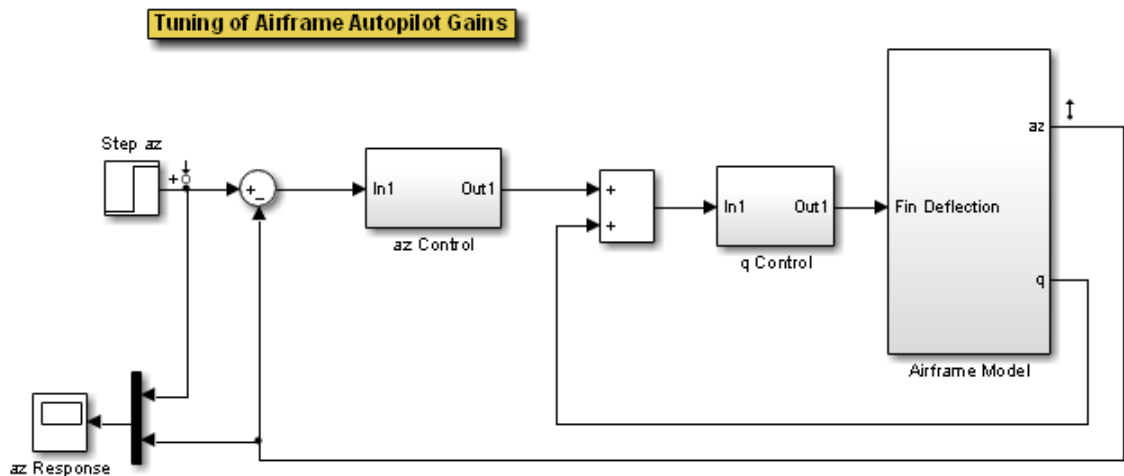 Tuning of Airframe Autopilot Gains
Step az
+
+
-
In1
Out1
az Control
+
+
In1
Out1
q Control
Fin Deflection
az
q
Airframe Model
az Response